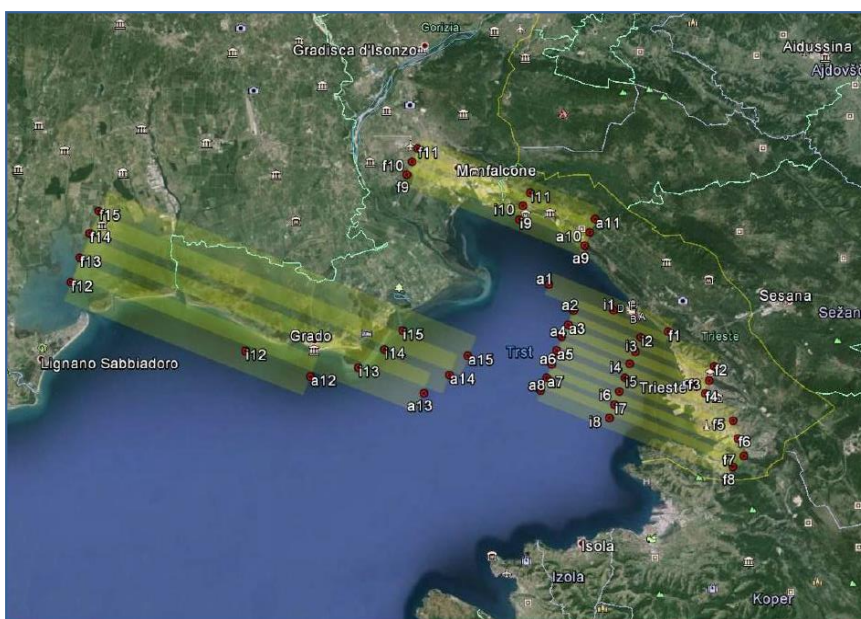 Gorizia
Gradisca d'Isonzo
Aidussina
Ajdovšč
f11
f10
Monfalcone
f9
i11
i10
i9
a11
a10
a9
f15
f14
f13
f12
a1
a2
i1
Sesana
a4
a3
i2
f1
Trieste
Sežan
Grado
i15
i14
i13
i12
a12
a15
a14
a13
Trst
a5
a6
a7
a8
i3
i4
i5
Trieste
i6
i7
i8
f2
f3
f4
f5
f6
f7
f8
Lignano Sabbiadoro
Isola
Izola
Koper